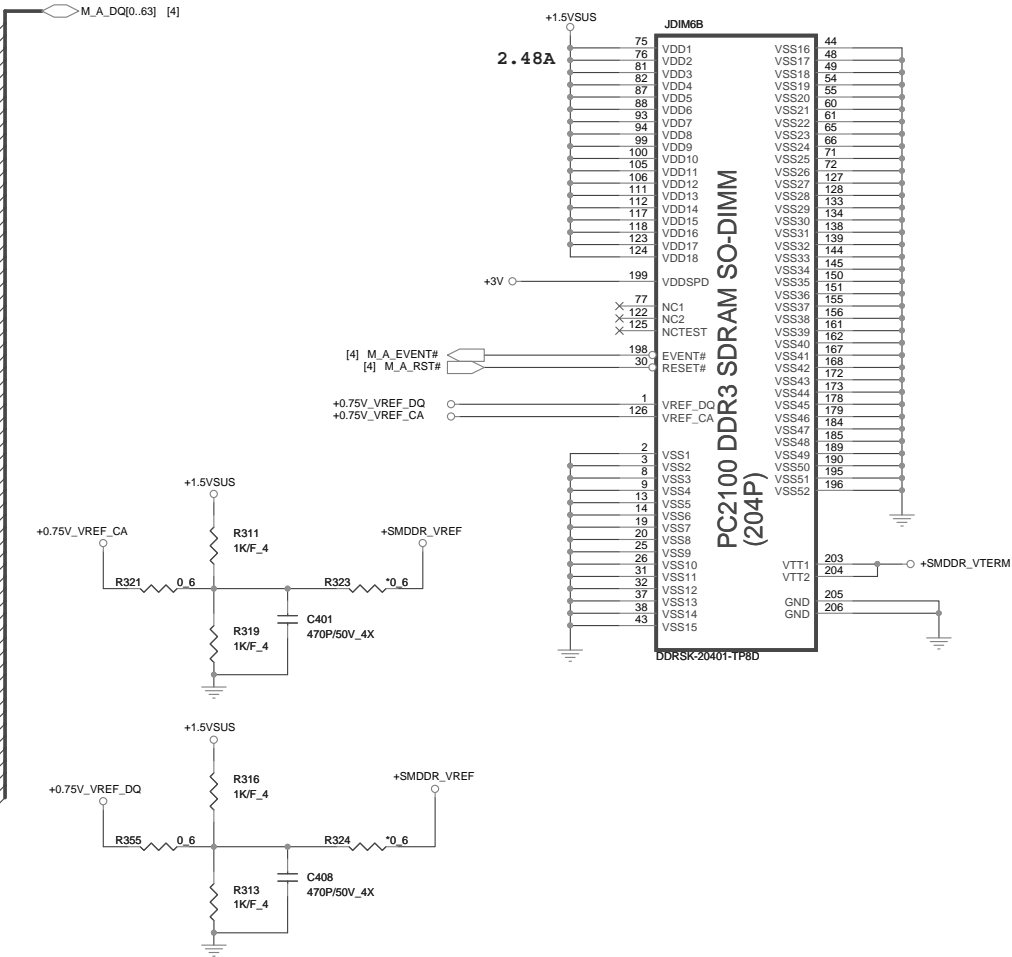 M_A_DQ[0..63] [4]
+1.5VSUS
2.48A
JDIM6B
75 VDD1
76 VDD2
81 VDD3
82 VDD4
87 VDD5
88 VDD6
93 VDD7
94 VDD8
99 VDD9
100 VDD10
105 VDD11
106 VDD12
111 VDD13
112 VDD14
117 VDD15
118 VDD16
123 VDD17
124 VDD18
+3V 199 VDDSPD
77 NC1
122 NC2
125 NCTEST
[4] M_A_EVENT# 198 EVENT#
[4] M_A_RST# 30 RESET#
+0.75V_VREF_DQ 1 VREF_DQ
+0.75V_VREF_CA 126 VREF_CA
2 VSS1
3 VSS2
8 VSS3
9 VSS4
13 VSS5
14 VSS6
19 VSS7
20 VSS8
25 VSS9
26 VSS10
31 VSS11
32 VSS12
37 VSS13
38 VSS14
43 VSS15
PC2100 DDR3 SDRAM SO-DIMM
(204P)
VSS16 44
VSS17 48
VSS18 49
VSS19 54
VSS20 55
VSS21 60
VSS22 61
VSS23 65
VSS24 66
VSS25 71
VSS26 72
VSS27 127
VSS28 128
VSS29 133
VSS30 134
VSS31 138
VSS32 139
VSS33 144
VSS34 145
VSS35 150
VSS36 151
VSS37 155
VSS38 156
VSS39 161
VSS40 162
VSS41 167
VSS42 168
VSS43 172
VSS44 173
VSS45 178
VSS46 179
VSS47 184
VSS48 185
VSS49 189
VSS50 190
VSS51 195
VSS52 196
VTT1 203
VTT2 204
+SMDDR_VTERM
GND 205
GND 206
DDRSK-20401-TP8D
+1.5VSUS
+0.75V_VREF_CA
R311
1K/F_4
+SMDDR_VREF
R321 0_6
R323 *0_6
R319
1K/F_4
C401
470P/50V_4X
+1.5VSUS
+0.75V_VREF_DQ
R316
1K/F_4
+SMDDR_VREF
R355 0_6
R324 *0_6
R313
1K/F_4
C408
470P/50V_4X